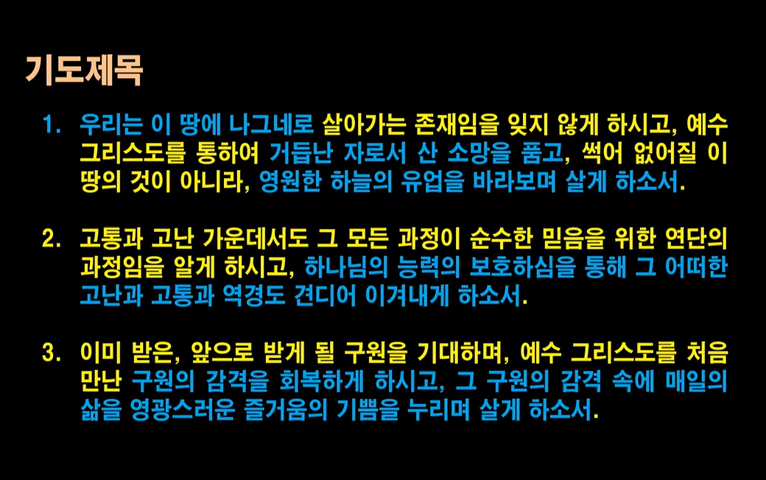 기도제목
1. 우리는 이 땅에 나그네로 살아가는 존재임을 잊지 않게 하시고, 예수
그리스도를 통하여 거듭난 자로서 산 소망을 품고, 썩어 없어질 이
땅의 것이 아니라, 영원한 하늘의 유업을 바라보며 살게 하소서.
2. 고통과 고난 가운데서도 그 모든 과정이 순수한 믿음을 위한 연단의
과정임을 알게 하시고, 하나님의 능력의 보호하심을 통해 그 어떠한
고난과 고통과 역경도 견디어 이겨내게 하소서.
3. 이미 받은, 앞으로 받게 될 구원을 기대하며, 예수 그리스도를 처음
만난 구원의 감격을 회복하게 하시고, 그 구원의 감격 속에 매일의
삶을 영광스러운 즐거움의 기쁨을 누리며 살게 하소서.